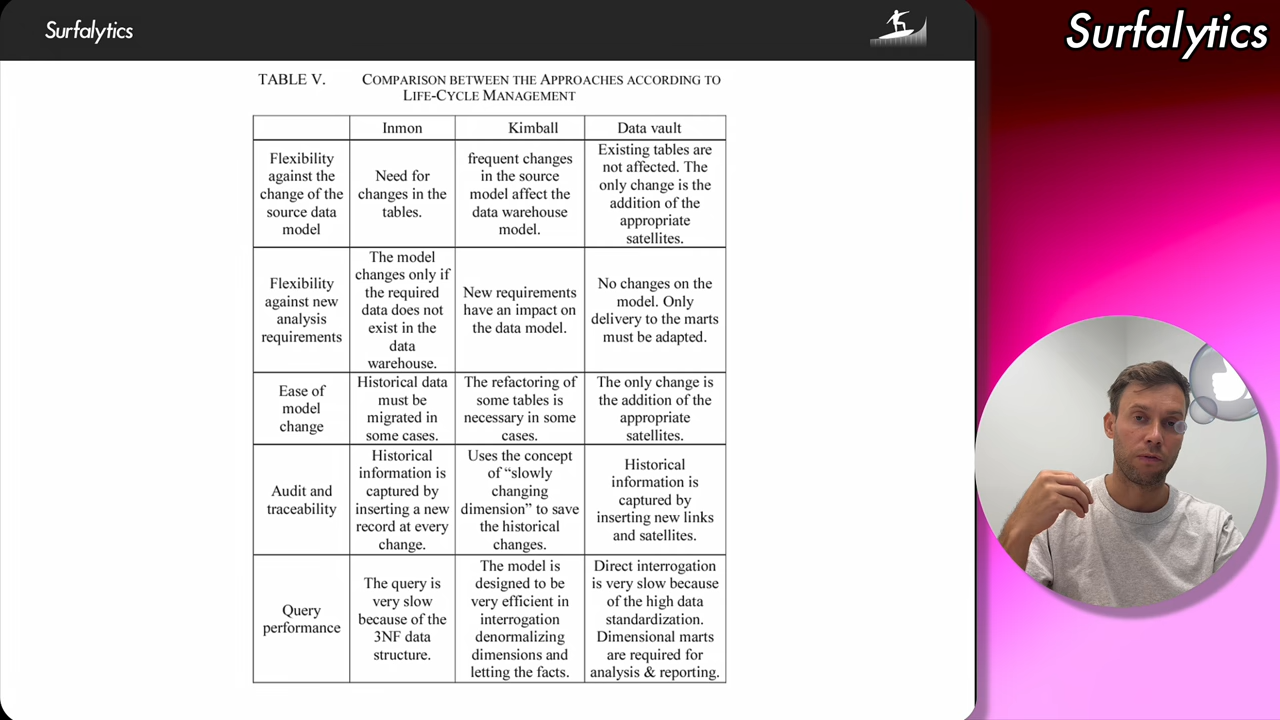 Surfalytics
Surfalytics
TABLE V. COMPARISON BETWEEN THE APPROACHES ACCORDING TO
LIFE-CYCLE MANAGEMENT
Inmon
Kimball
Data vault
Flexibility
against the
change of the
source data
model
Need for
changes in the
tables.
frequent changes
in the source
model affect the
data warehouse
model.
Existing tables are
not affected. The
only change is the
addition of the
appropriate
satellites.
Flexibility
against new
analysis
requirements
The model
changes only if
the required
data does not
exist in the
data
warehouse.
New requirements
have an impact on
the data model.
No changes on the
model. Only
delivery to the marts
must be adapted.
Ease of
model
change
Historical data
must be
migrated in
some cases.
The refactoring of
some tables is
necessary in some
cases.
The only change is
the addition of the
appropriate
satellites.
Audit and
traceability
Historical
information is
captured by
inserting a new
record at every
change.
Uses the concept
of “slowly
changing
dimension” to save
the historical
changes.
Historical
information is
captured by
inserting new links
and satellites.
Query
performance
The query is
very slow
because of the
3NF data
structure.
The model is
designed to be
very efficient in
interrogation
denormalizing
dimensions and
letting the facts.
Direct interrogation
is very slow because
of the high data
standardization.
Dimensional marts
are required for
analysis & reporting.